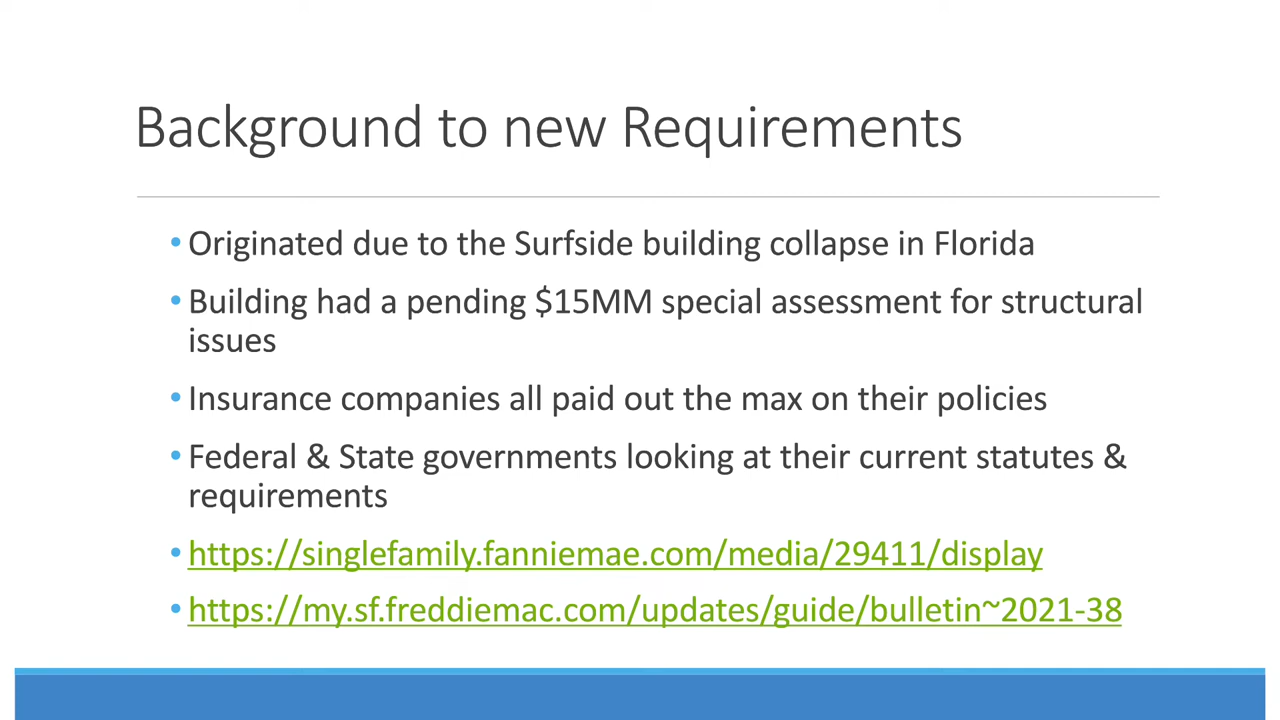 Background to new Requirements
• Originated due to the Surfside building collapse in Florida
• Building had a pending $15MM special assessment for structural
issues
• Insurance companies all paid out the max on their policies
• Federal & State governments looking at their current statutes &
requirements
• https://singlefamily.fanniemae.com/media/29411/display
• https://my.sf.freddiemac.com/updates/guide/bulletin~2021-38